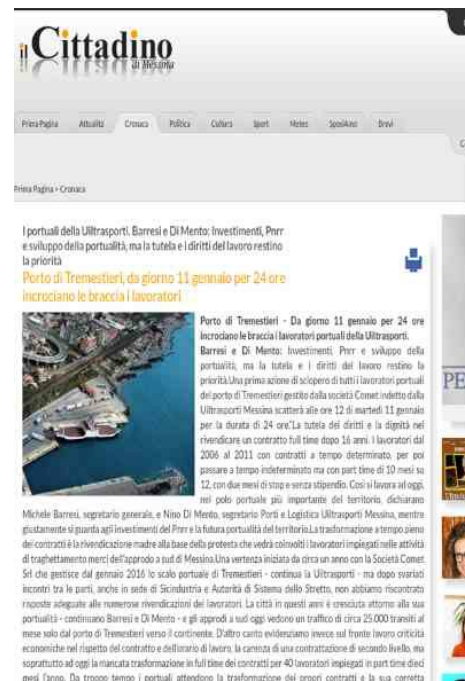 il Cittadino
di Messina
Prima Pagina Attualità Cronaca Politica Cultura Sport Meteo SposiAmo Brevi
Prima Pagina > Cronaca
I portuali della Uiltrasporti. Barresi e Di Mento: Investimenti, Pnrr
e sviluppo della portualità, ma la tutela e i diritti del lavoro restino
la priorità
Porto di Tremestieri, da giorno 11 gennaio per 24 ore
incrociano le braccia i lavoratori
Porto di Tremestieri - Da giorno 11 gennaio per 24 ore
incrociano le braccia i lavoratori portuali della Uiltrasporti.
Barresi e Di Mento: Investimenti, Pnrr e sviluppo della
portualità, ma la tutela e i diritti del lavoro restino la
priorità.Una prima azione di sciopero di tutti i lavoratori portuali
del porto di Tremestieri gestito dalla società Comet indetto dalla
Uiltrasporti Messina scatterà alle ore 12 di martedì 11 gennaio
per la durata di 24 ore."La tutela dei diritti e la dignità nel
rivendicare un contratto full time dopo 16 anni. I lavoratori dal
2006 al 2011 con contratti a tempo determinato, per poi
passare a tempo indeterminato ma con part time di 10 mesi su
12, con due mesi di stop e senza stipendio. Così si lavora ad oggi,
nel polo portuale più importante del territorio, dichiarano
Michele Barresi, segretario generale, e Nino Di Mento, segretario Porti e Logistica Uiltrasporti Messina, mentre
giustamente si guarda agli investimenti del Pnrr e la futura portualità del territorio.La trasformazione a tempo pieno
dei contratti è la rivendicazione madre alla base della protesta che vedrà coinvolti i lavoratori impiegati nelle attività
di traghettamento merci dell'approdo a sud di Messina.Una vertenza iniziata da circa un anno con la Società Comet
Srl che gestisce dal gennaio 2016 lo scalo portuale di Tremestieri - continua la Uiltrasporti - ma dopo svariati
incontri tra le parti, anche in sede di Sicindustria e Autorità di Sistema dello Stretto, non abbiamo riscontrato
risposte adeguate alle numerose rivendicazioni dei lavoratori. La città in questi anni è cresciuta attorno alla sua
portualità - continuano Barresi e Di Mento - e gli approdi a sud oggi vedono un traffico di circa 25.000 transiti al
mese solo dal porto di Tremestieri verso il continente. D'altro canto evidenziamo invece sul fronte lavoro criticità
economiche nel rispetto del contratto e dell'orario di lavoro, la carenza di una contrattazione di secondo livello, ma
soprattutto ad oggi la mancata trasformazione in full time dei contratti per 40 lavoratori impiegati in part time dieci
mesi l'anno. Da troppo tempo i portuali attendono la trasformazione dei propri contratti e la sua corretta
PE